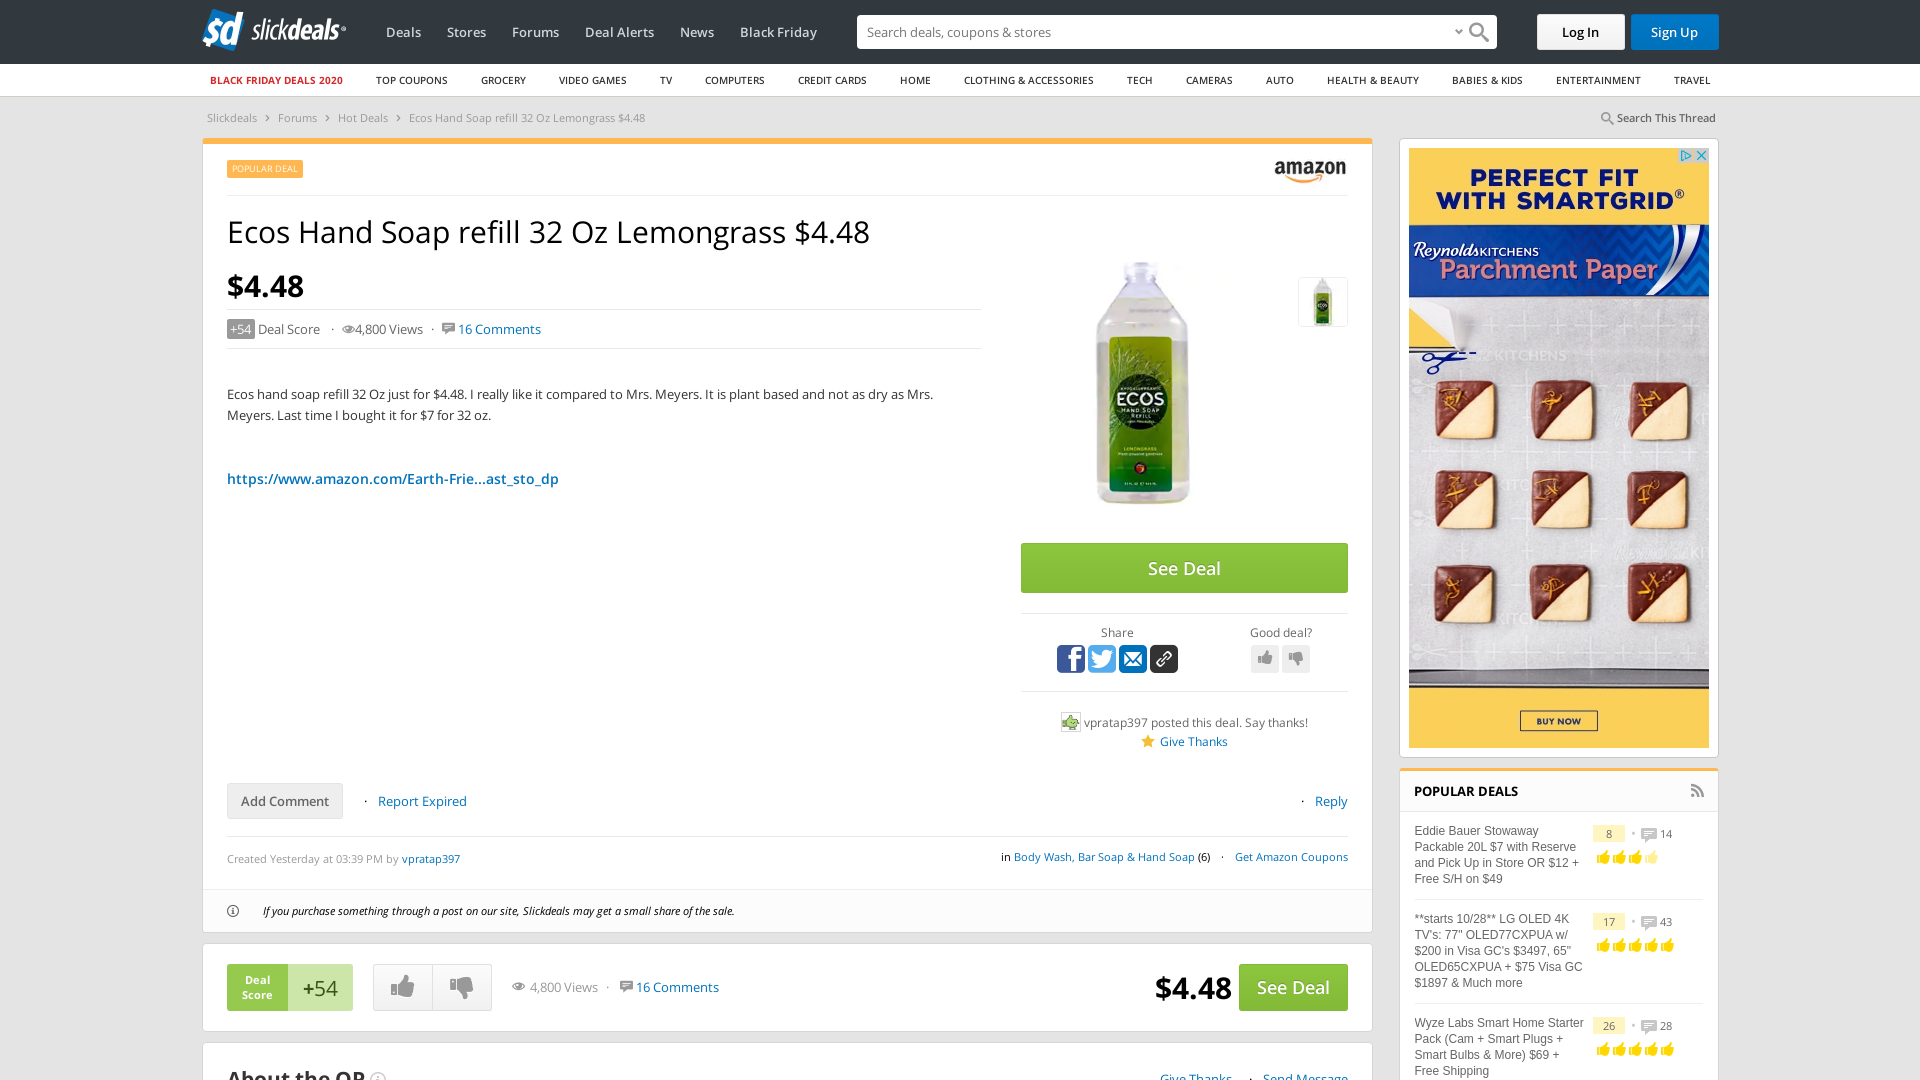 slickdeals
Deals
Stores
Forums
Deal Alerts
News
Black Friday
Search deals, coupons & stores
Log In
Sign Up
BLACK FRIDAY DEALS 2020
TOP COUPONS
GROCERY
VIDEO GAMES
TV
COMPUTERS
CREDIT CARDS
HOME
CLOTHING & ACCESSORIES
TECH
CAMERAS
AUTO
HEALTH & BEAUTY
BABIES & KIDS
ENTERTAINMENT
TRAVEL
Slickdeals › Forums › Hot Deals › Ecos Hand Soap refill 32 Oz Lemongrass $4.48
Search This Thread
POPULAR DEAL
amazon
Ecos Hand Soap refill 32 Oz Lemongrass $4.48
$4.48
+54 Deal Score · 4,800 Views · 16 Comments
Ecos hand soap refill 32 Oz just for $4.48. I really like it compared to Mrs. Meyers. It is plant based and not as dry as Mrs.
Meyers. Last time I bought it for $7 for 32 oz.
https://www.amazon.com/Earth-Frie...ast_sto_dp
ECOS
HAND SOAP
REFILL
LEMONGRASS
See Deal
Share
Good deal?
vpratap397 posted this deal. Say thanks!
Give Thanks
Add Comment
· Report Expired
· Reply
Created Yesterday at 03:39 PM by vpratap397
in Body Wash, Bar Soap & Hand Soap (6) · Get Amazon Coupons
If you purchase something through a post on our site, Slickdeals may get a small share of the sale.
Deal
Score
+54
4,800 Views · 16 Comments
$4.48
See Deal
About the OP
Give Thanks · Send Message
PERFECT FIT
WITH SMARTGRID®
Reynolds KITCHENS
Parchment Paper
KITCHENS
BUY NOW
POPULAR DEALS
Eddie Bauer Stowaway
Packable 20L $7 with Reserve
and Pick Up in Store OR $12 +
Free S/H on $49
8 • 14
**starts 10/28** LG OLED 4K
TV's: 77" OLED77CXPUA w/
$200 in Visa GC's $3497, 65"
OLED65CXPUA + $75 Visa GC
$1897 & Much more
17 • 43
Wyze Labs Smart Home Starter
Pack (Cam + Smart Plugs +
Smart Bulbs & More) $69 +
Free Shipping
26 • 28